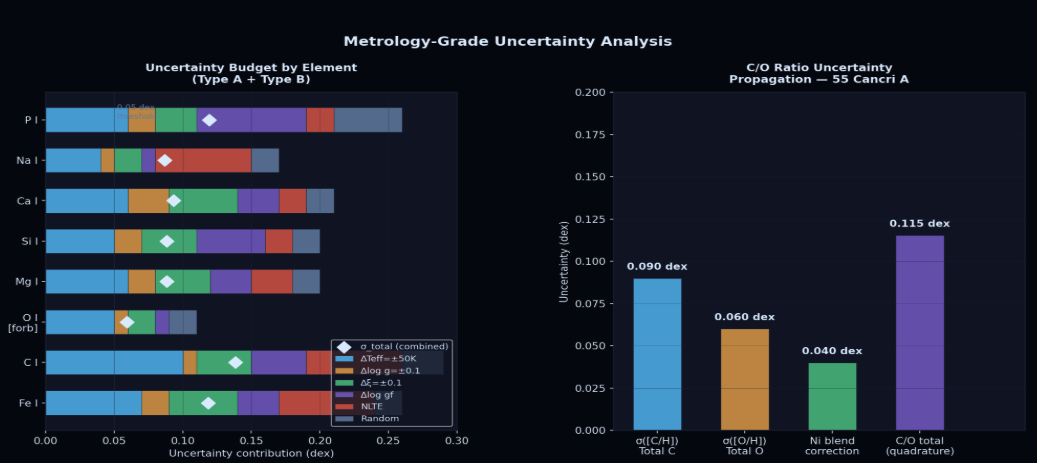 Metrology-Grade Uncertainty Analysis
Uncertainty Budget by Element
(Type A + Type B)
0.05 dex
P I
Na I
Ca I
Si I
Mg I
O I
[forb]
C I
Fe I
σ_total (combined)
ΔTeff=±50K
Δlog g=±0.1
Δξ=±0.1
Δlog gf
NLTE
Random
0.00 0.05 0.10 0.15 0.20 0.25 0.30
Uncertainty contribution (dex)
C/O Ratio Uncertainty
Propagation — 55 Cancri A
Uncertainty (dex)
0.200
0.175
0.150
0.125
0.100
0.075
0.050
0.025
0.000
0.090 dex
0.060 dex
0.040 dex
0.115 dex
σ([C/H])
Total C
σ([O/H])
Total O
Ni blend
correction
C/O total
(quadrature)